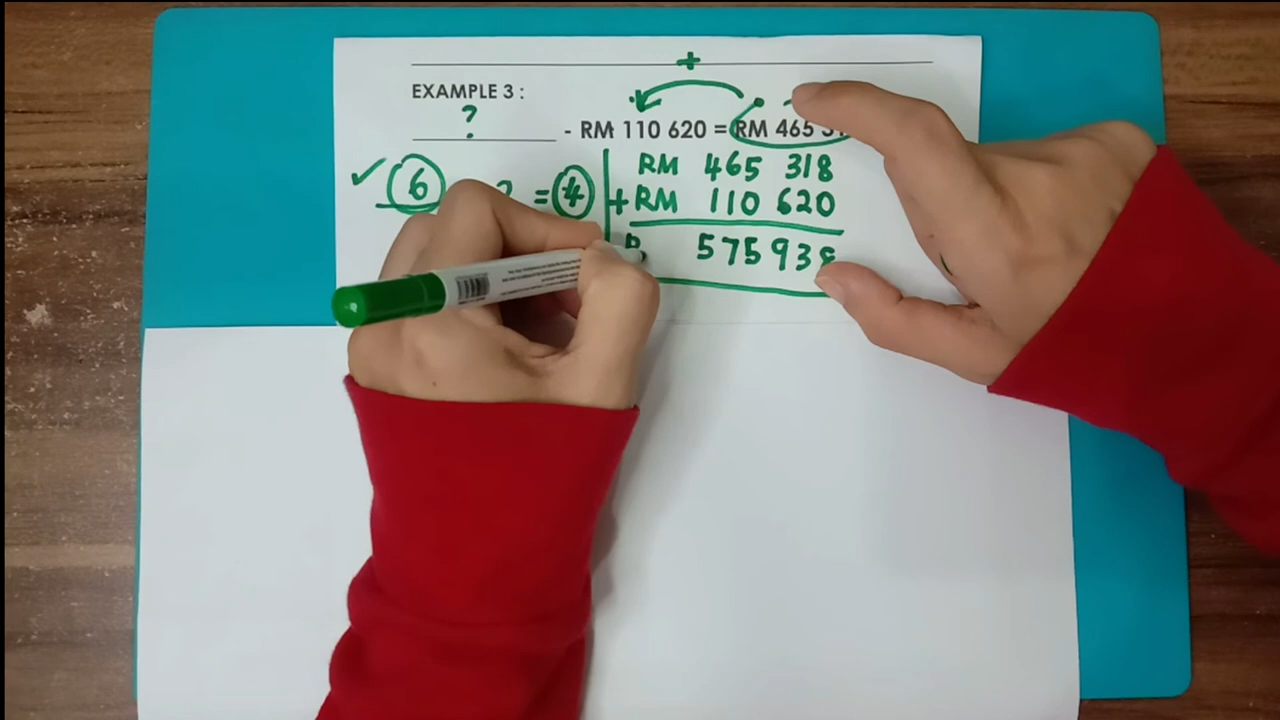 +
EXAMPLE 3 :
?
- RM 110 620 = RM 465
RM 465 318
✓ 6 = 4
+RM 110 620
575938